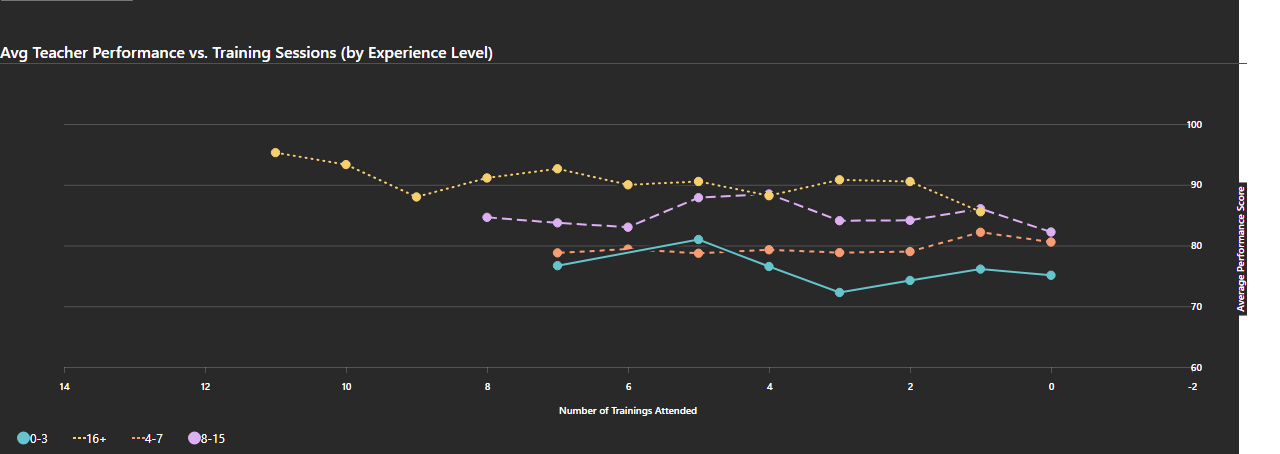 Avg Teacher Performance vs. Training Sessions (by Experience Level)
100
90
80
70
60
Average Performance Score
14 12 10 8 6 4 2 0 -2
Number of Trainings Attended
0-3 16+ 4-7 8-15